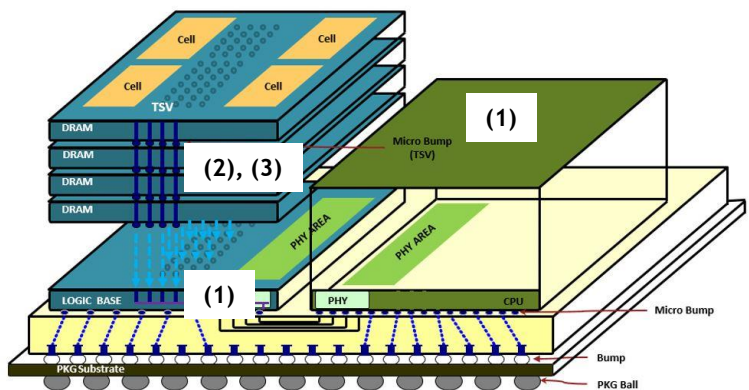 Cell
Cell
Cell
Cell
TSV
DRAM
DRAM
DRAM
DRAM
(1)
Micro Bump
(TSV)
(2), (3)
PHY AREA
PHY AREA
(1)
LOGIC BASE
PHY
CPU
Micro Bump
Bump
PKG Substrate
PKG Ball